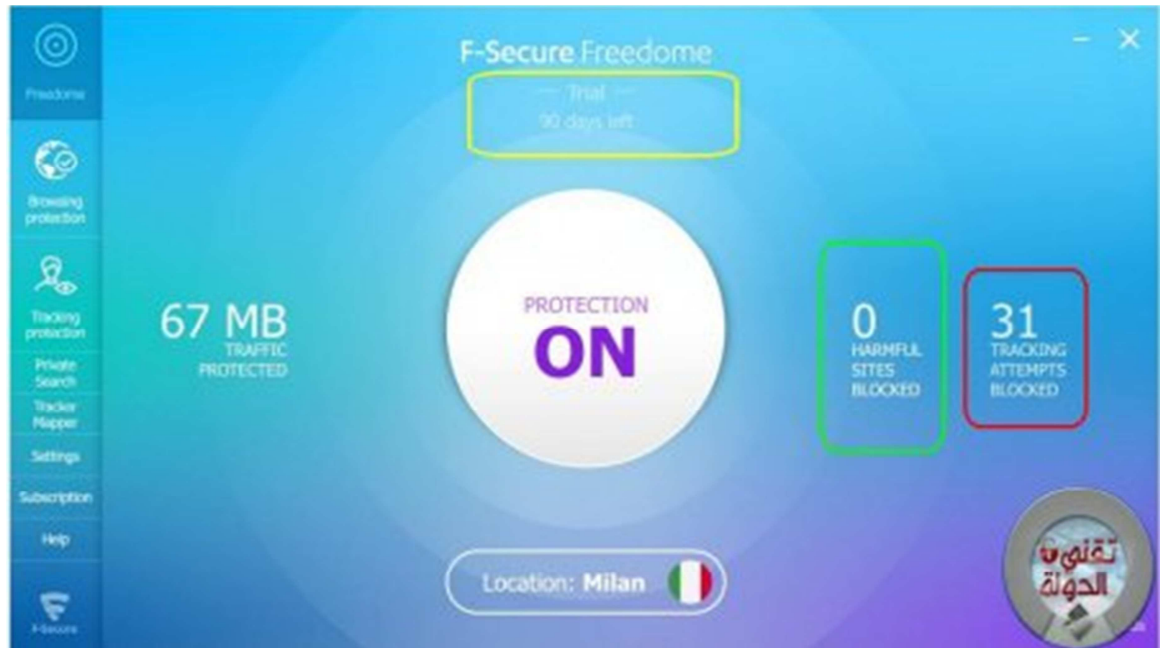 F-Secure Freedome
Trial
90 days left
Freedome
Browsing
protection
Tracking
protection
Private
Search
Tracker
Mapper
Settings
Subscription
Help
F-Secure
67 MB
TRAFFIC
PROTECTED
PROTECTION
ON
0
HARMFUL
SITES
BLOCKED
31
TRACKING
ATTEMPTS
BLOCKED
Location: Milan
تقني
الدولة